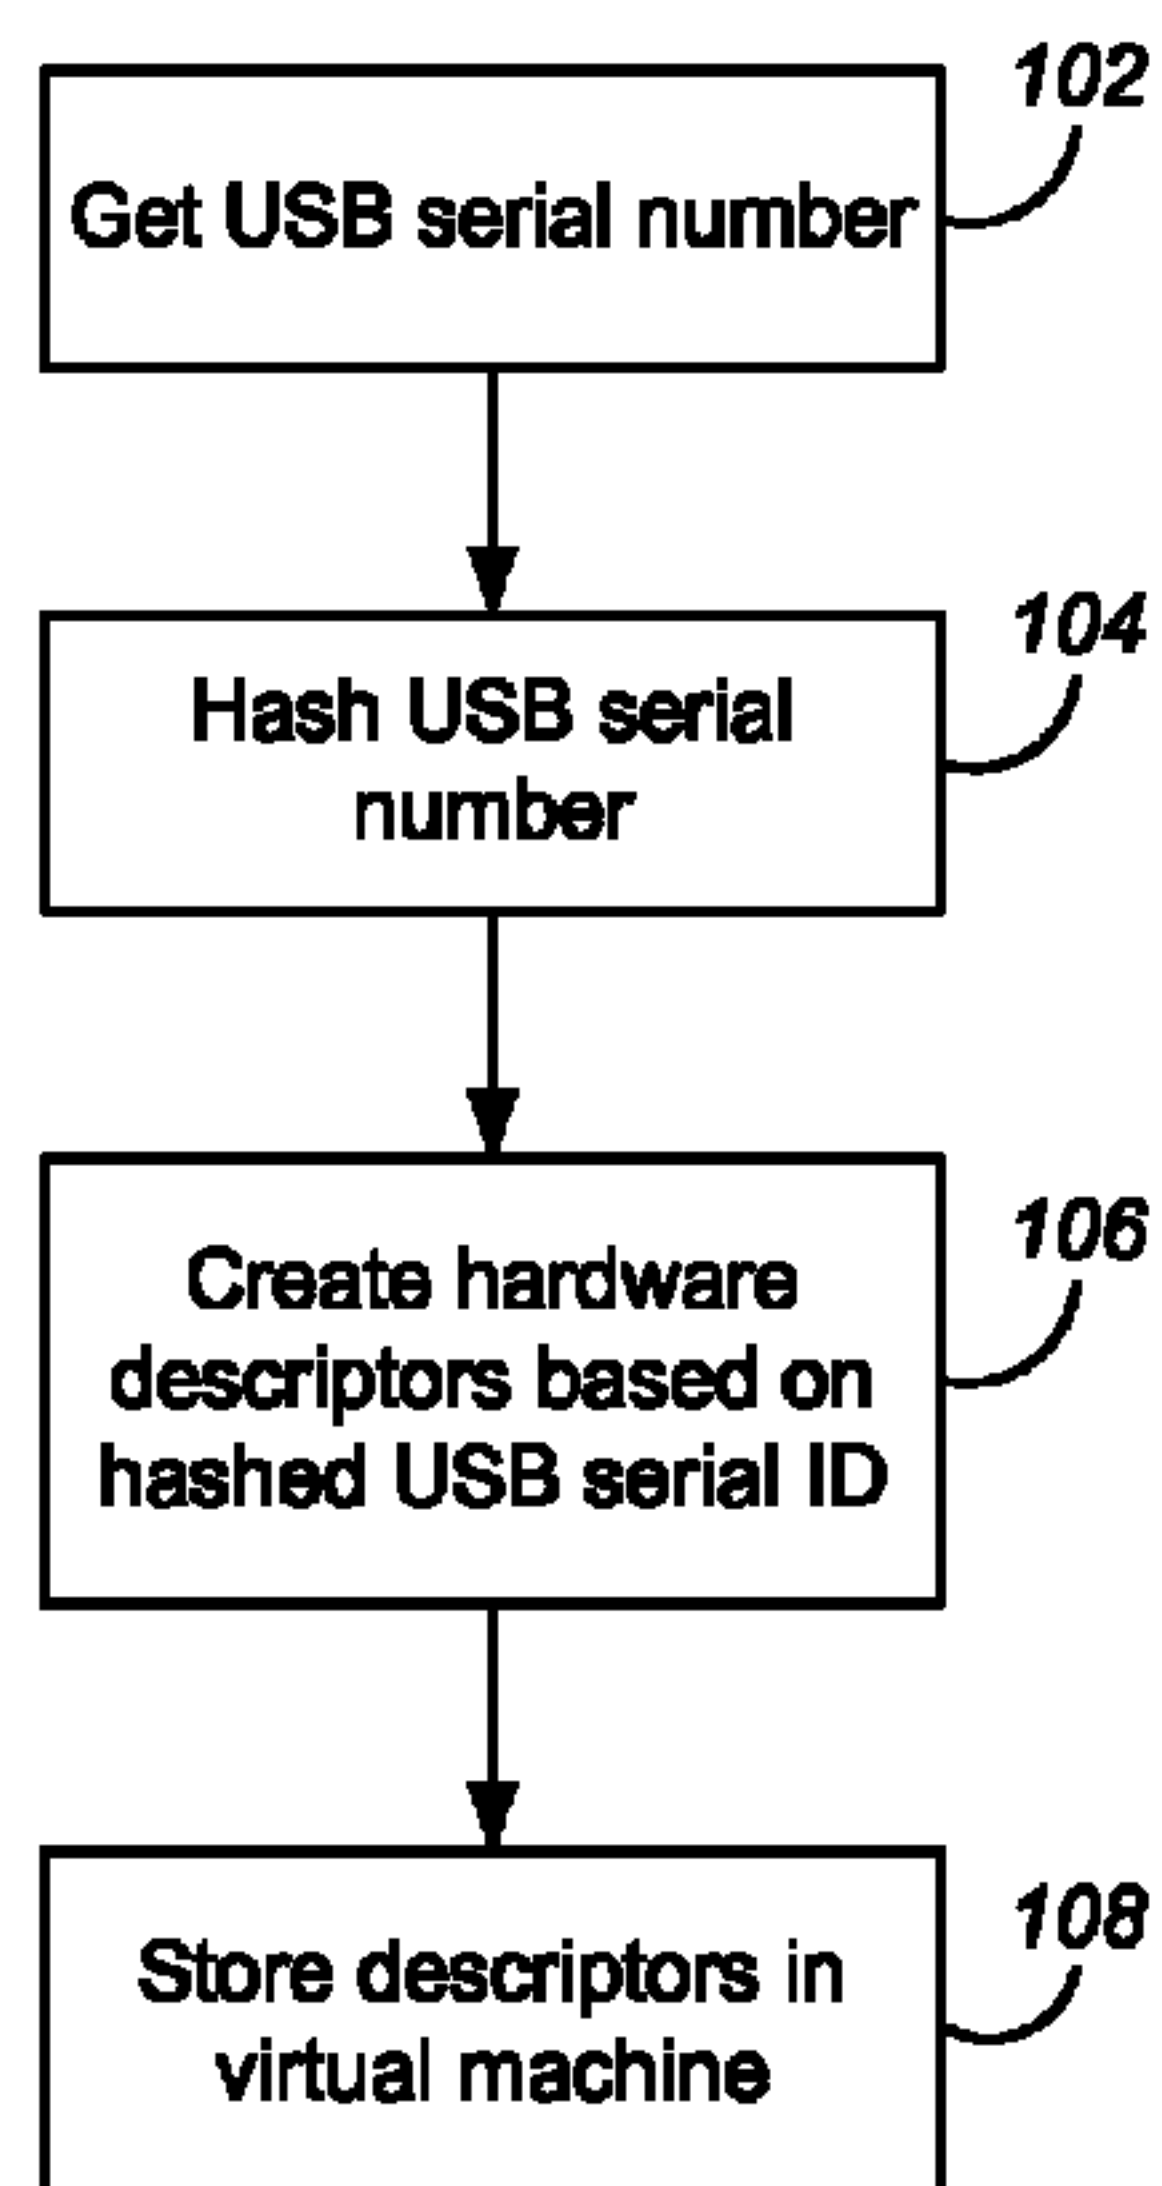 102
Get USB serial number
104
Hash USB serial
number
106
Create hardware
descriptors based on
hashed USB serial ID
108
Store descriptors in
virtual machine